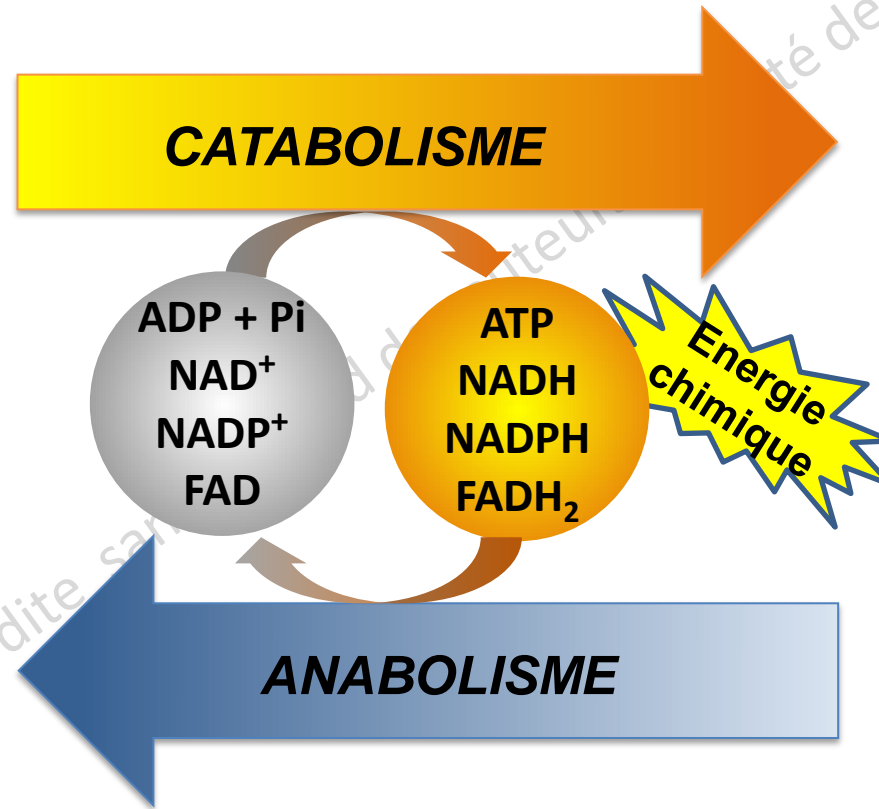 CATABOLISME
ADP + Pi
NAD⁺
NADP⁺
FAD
ATP
NADH
NADPH
FADH₂
Energie
chimique
ANABOLISME